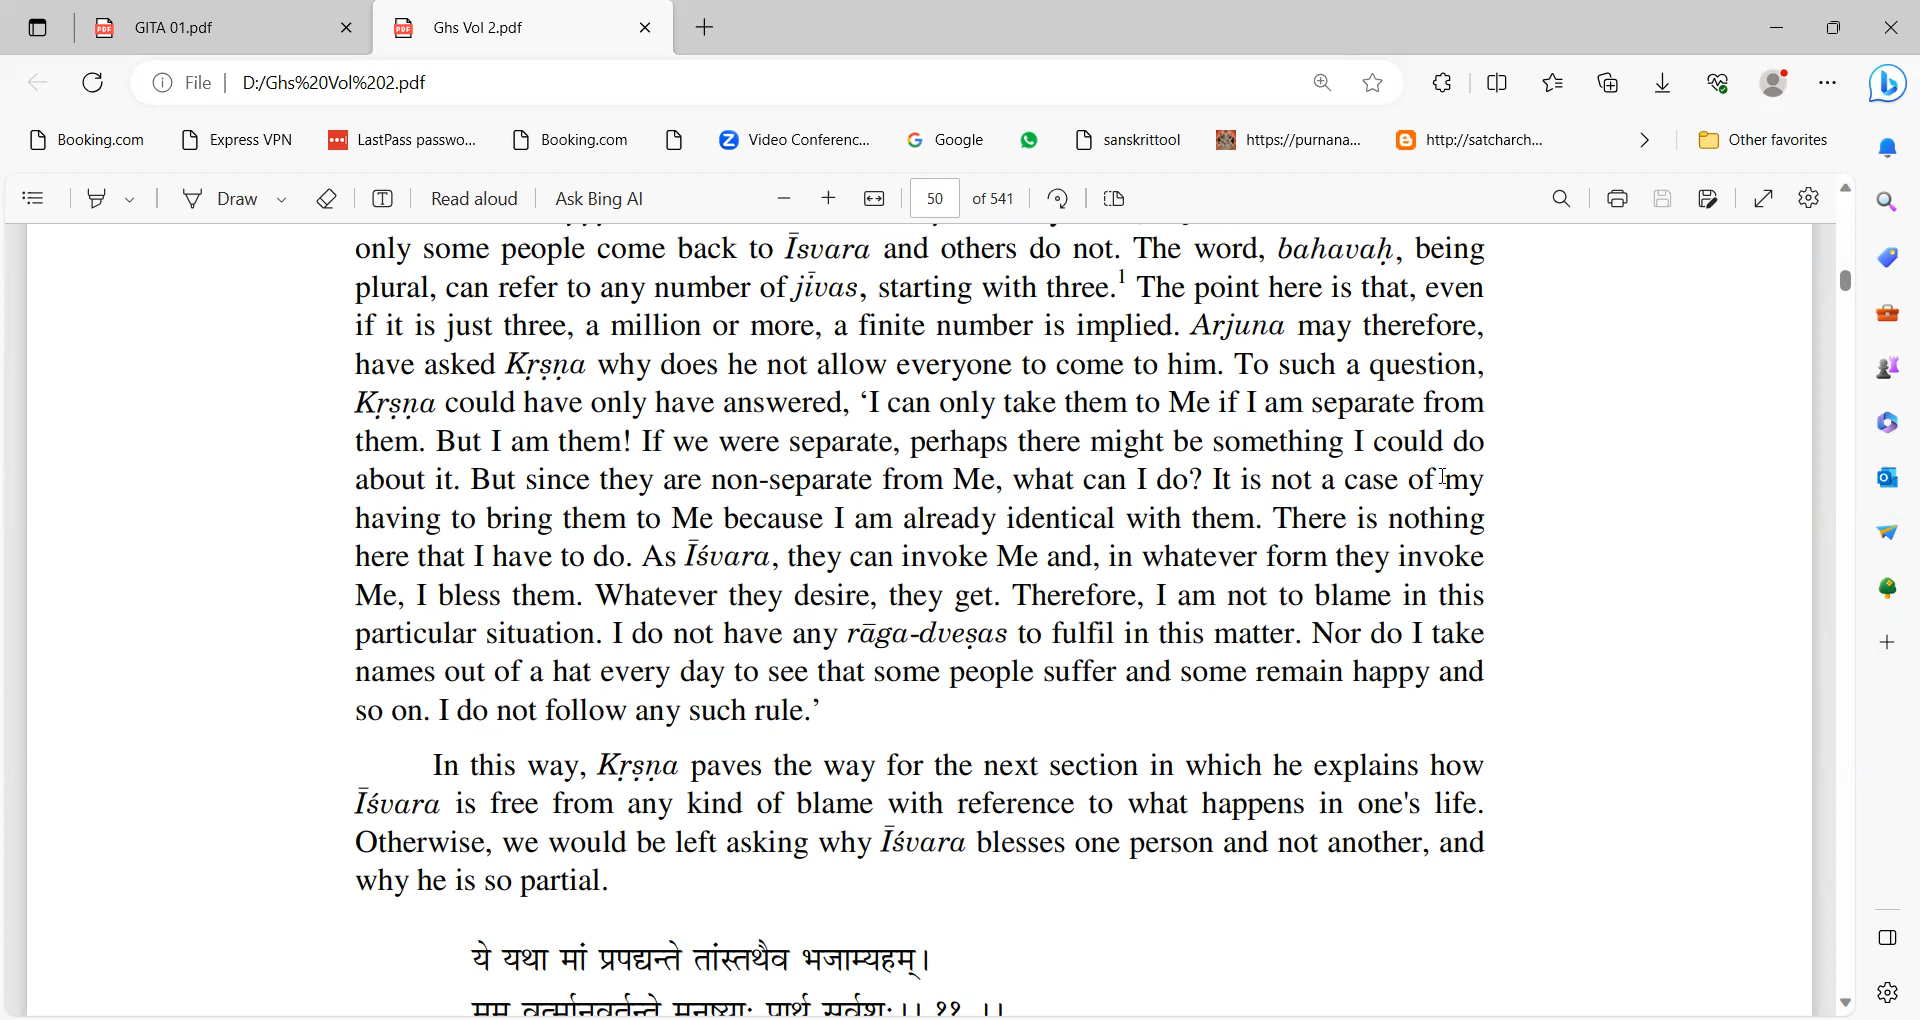 GITA 01.pdf
Ghs Vol 2.pdf
File | D:/Ghs%20Vol%202.pdf
Booking.com Express VPN LastPass passwo... Booking.com Video Conferenc... Google sanskrittool https://purnana... http://satcharch... Other favorites
Draw Read aloud Ask Bing AI 50 of 541
only some people come back to Īsvara and others do not. The word, bahavaḥ, being
plural, can refer to any number of jīvas, starting with three.1 The point here is that, even
if it is just three, a million or more, a finite number is implied. Arjuna may therefore,
have asked Kṛṣṇa why does he not allow everyone to come to him. To such a question,
Kṛṣṇa could have only have answered, ‘I can only take them to Me if I am separate from
them. But I am them! If we were separate, perhaps there might be something I could do
about it. But since they are non-separate from Me, what can I do? It is not a case of my
having to bring them to Me because I am already identical with them. There is nothing
here that I have to do. As Īśvara, they can invoke Me and, in whatever form they invoke
Me, I bless them. Whatever they desire, they get. Therefore, I am not to blame in this
particular situation. I do not have any rāga-dveṣas to fulfil in this matter. Nor do I take
names out of a hat every day to see that some people suffer and some remain happy and
so on. I do not follow any such rule.’
In this way, Kṛṣṇa paves the way for the next section in which he explains how
Īśvara is free from any kind of blame with reference to what happens in one's life.
Otherwise, we would be left asking why Īśvara blesses one person and not another, and
why he is so partial.
ये यथा मां प्रपद्यन्ते तांस्तथैव भजाम्यहम्।
मम वर्त्मानुवर्तन्ते मनुष्याः पार्थ सर्वशः।। ११ ।।